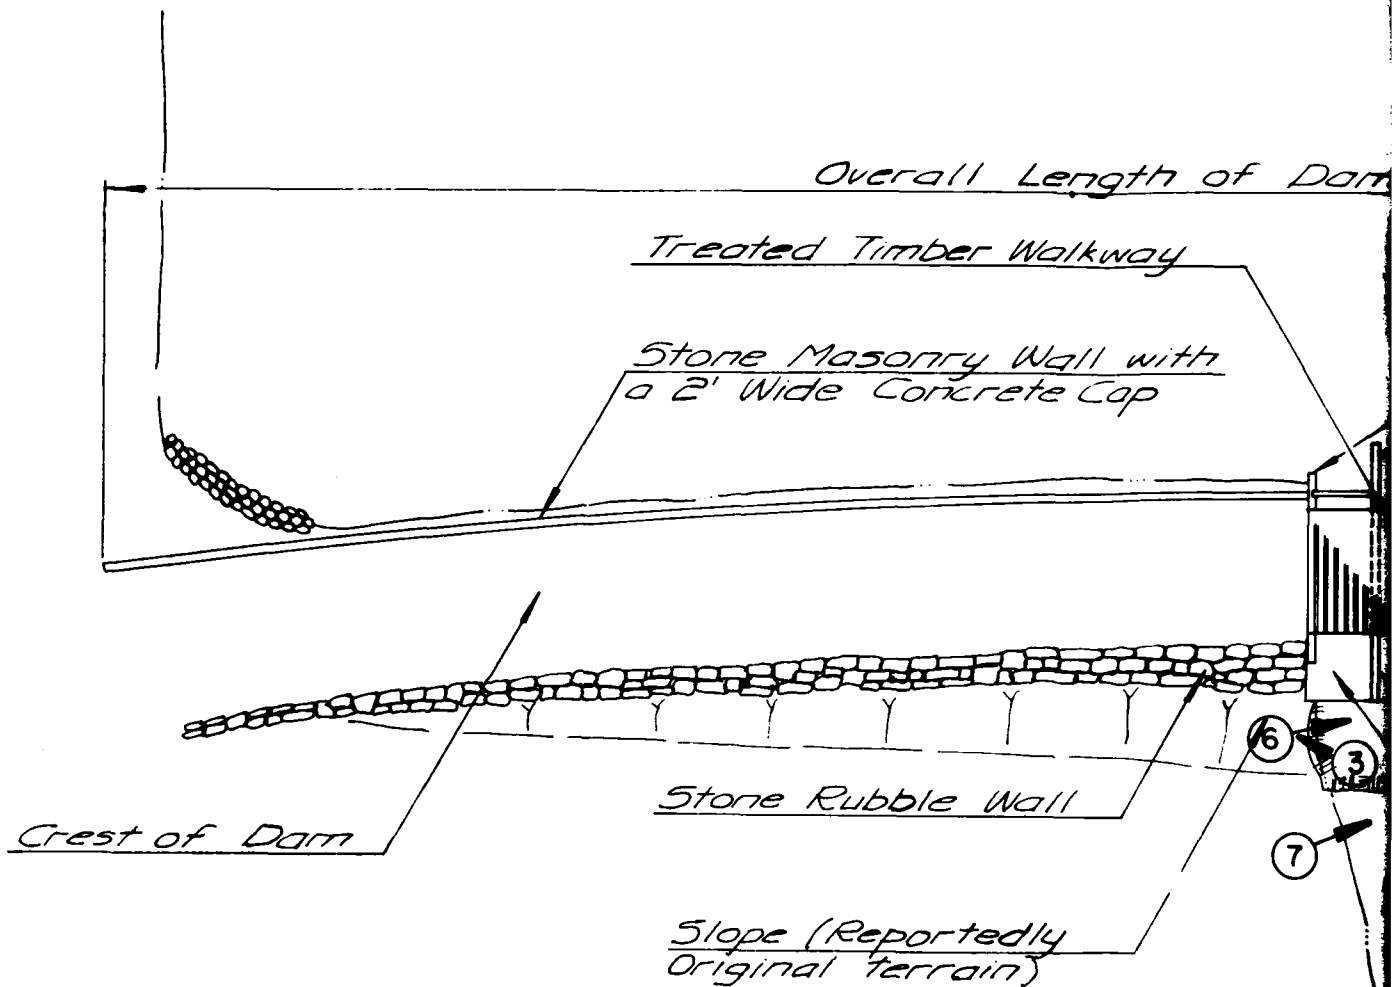 Overall Length of Dam
Treated Timber Walkway
Stone Masonry Wall with
a 2' Wide Concrete Cap
6
3
Stone Rubble Wall
Crest of Dam
7
Slope (Reportedly
Original terrain)